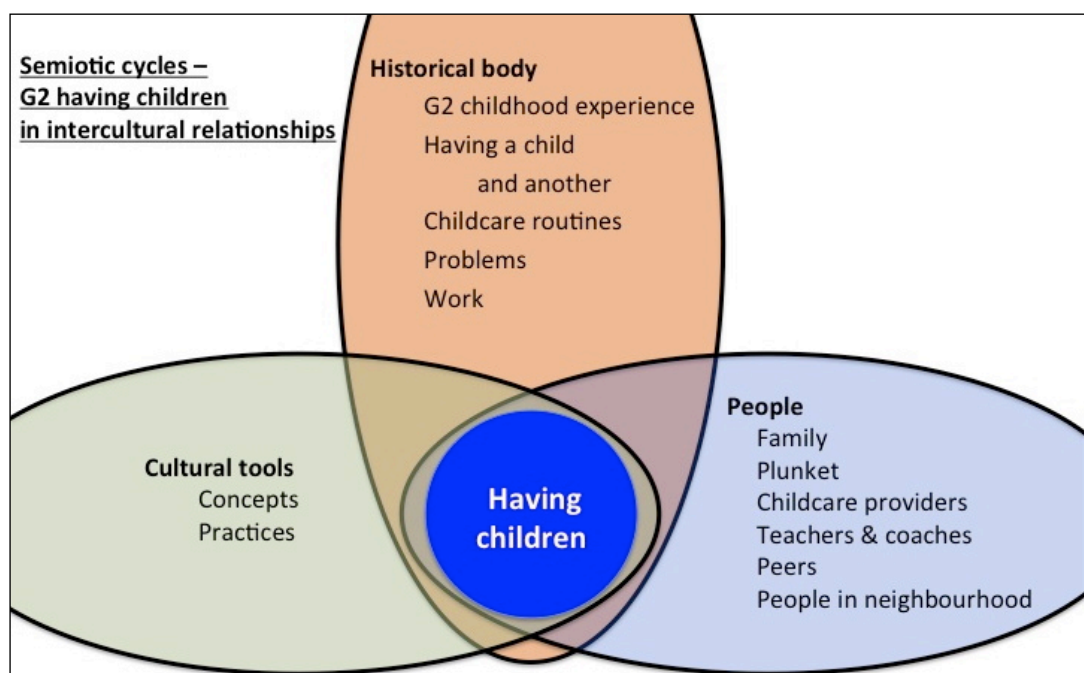 Semiotic cycles –
G2 having children
in intercultural relationships
Historical body
G2 childhood experience
Having a child
and another
Childcare routines
Problems
Work
Cultural tools
Concepts
Practices
Having
children
People
Family
Plunket
Childcare providers
Teachers & coaches
Peers
People in neighbourhood